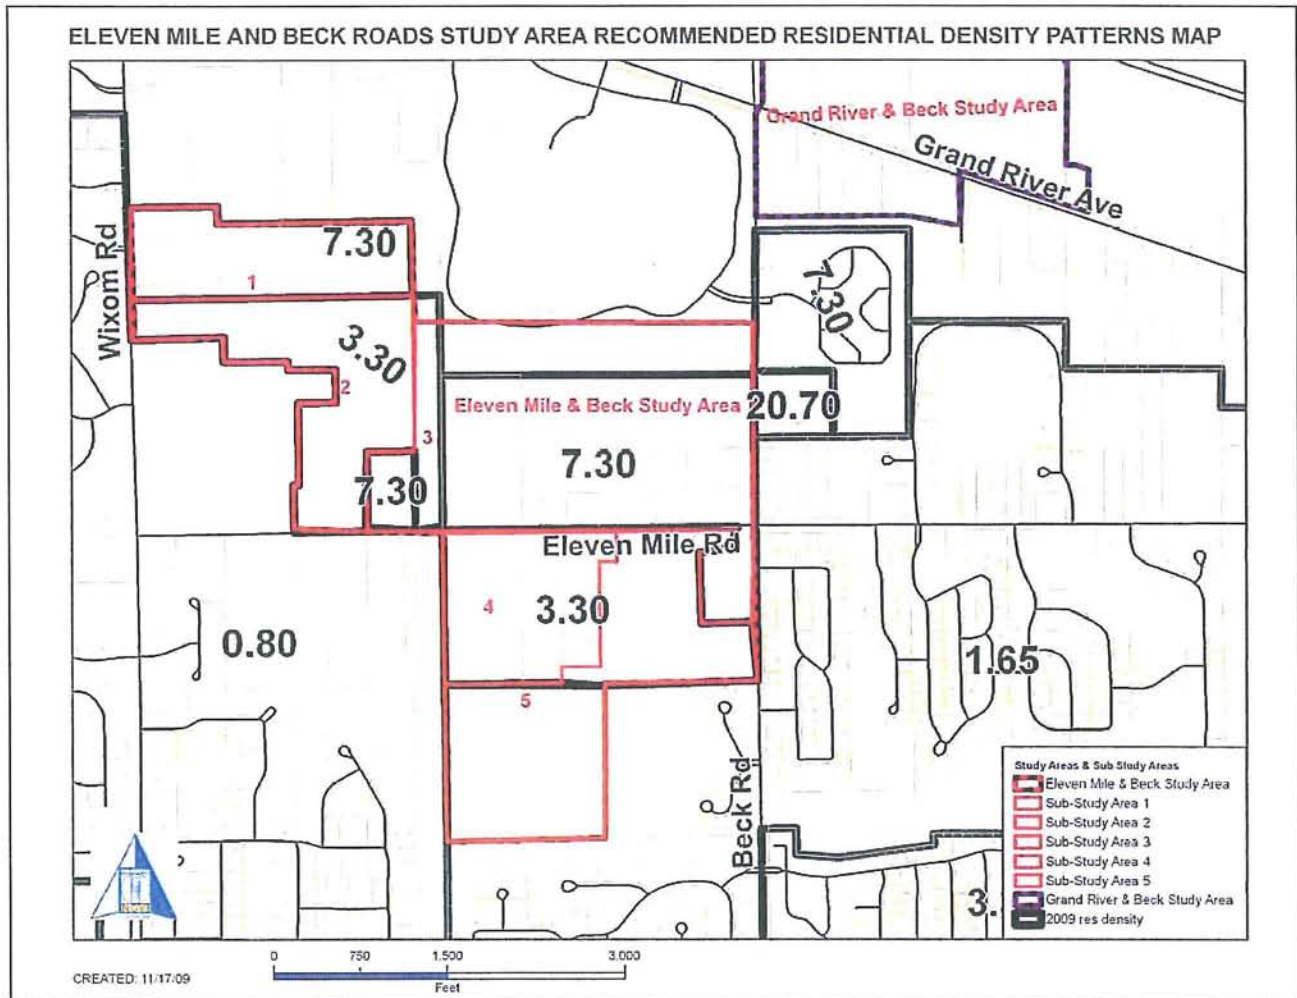 ELEVEN MILE AND BECK ROADS STUDY AREA RECOMMENDED RESIDENTIAL DENSITY PATTERNS MAP
Grand River & Beck Study Area
Grand River Ave
Wixom Rd
7.30
1
7.30
3.30
2
Eleven Mile & Beck Study Area
20.70
3
7.30
7.30
Eleven Mile Rd
4
3.30
0.80
1.65
5
Beck Rd
3.
Study Areas & Sub Study Areas
Eleven Mile & Beck Study Area
Sub-Study Area 1
Sub-Study Area 2
Sub-Study Area 3
Sub-Study Area 4
Sub-Study Area 5
Grand River & Beck Study Area
2009 res density
CREATED: 11/17/09
0 750 1,500 3,000
Feet